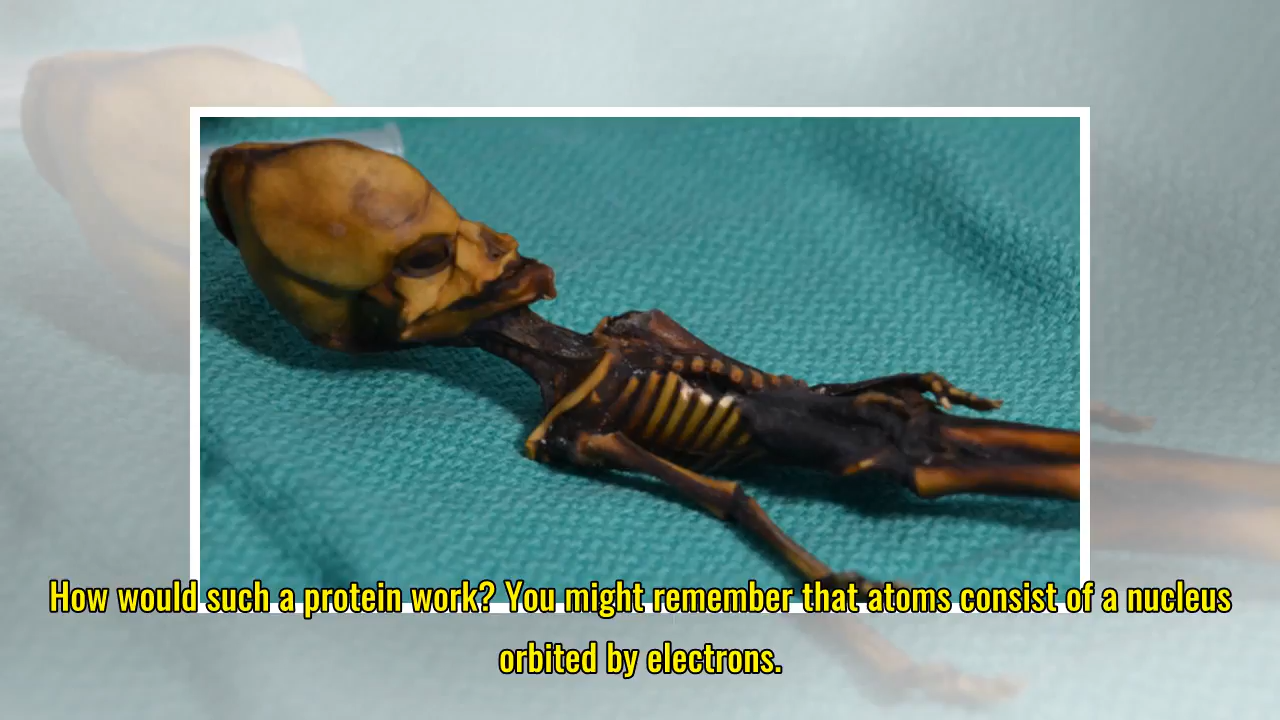 How would such a protein work? You might remember that atoms consist of a nucleus
orbited by electrons.